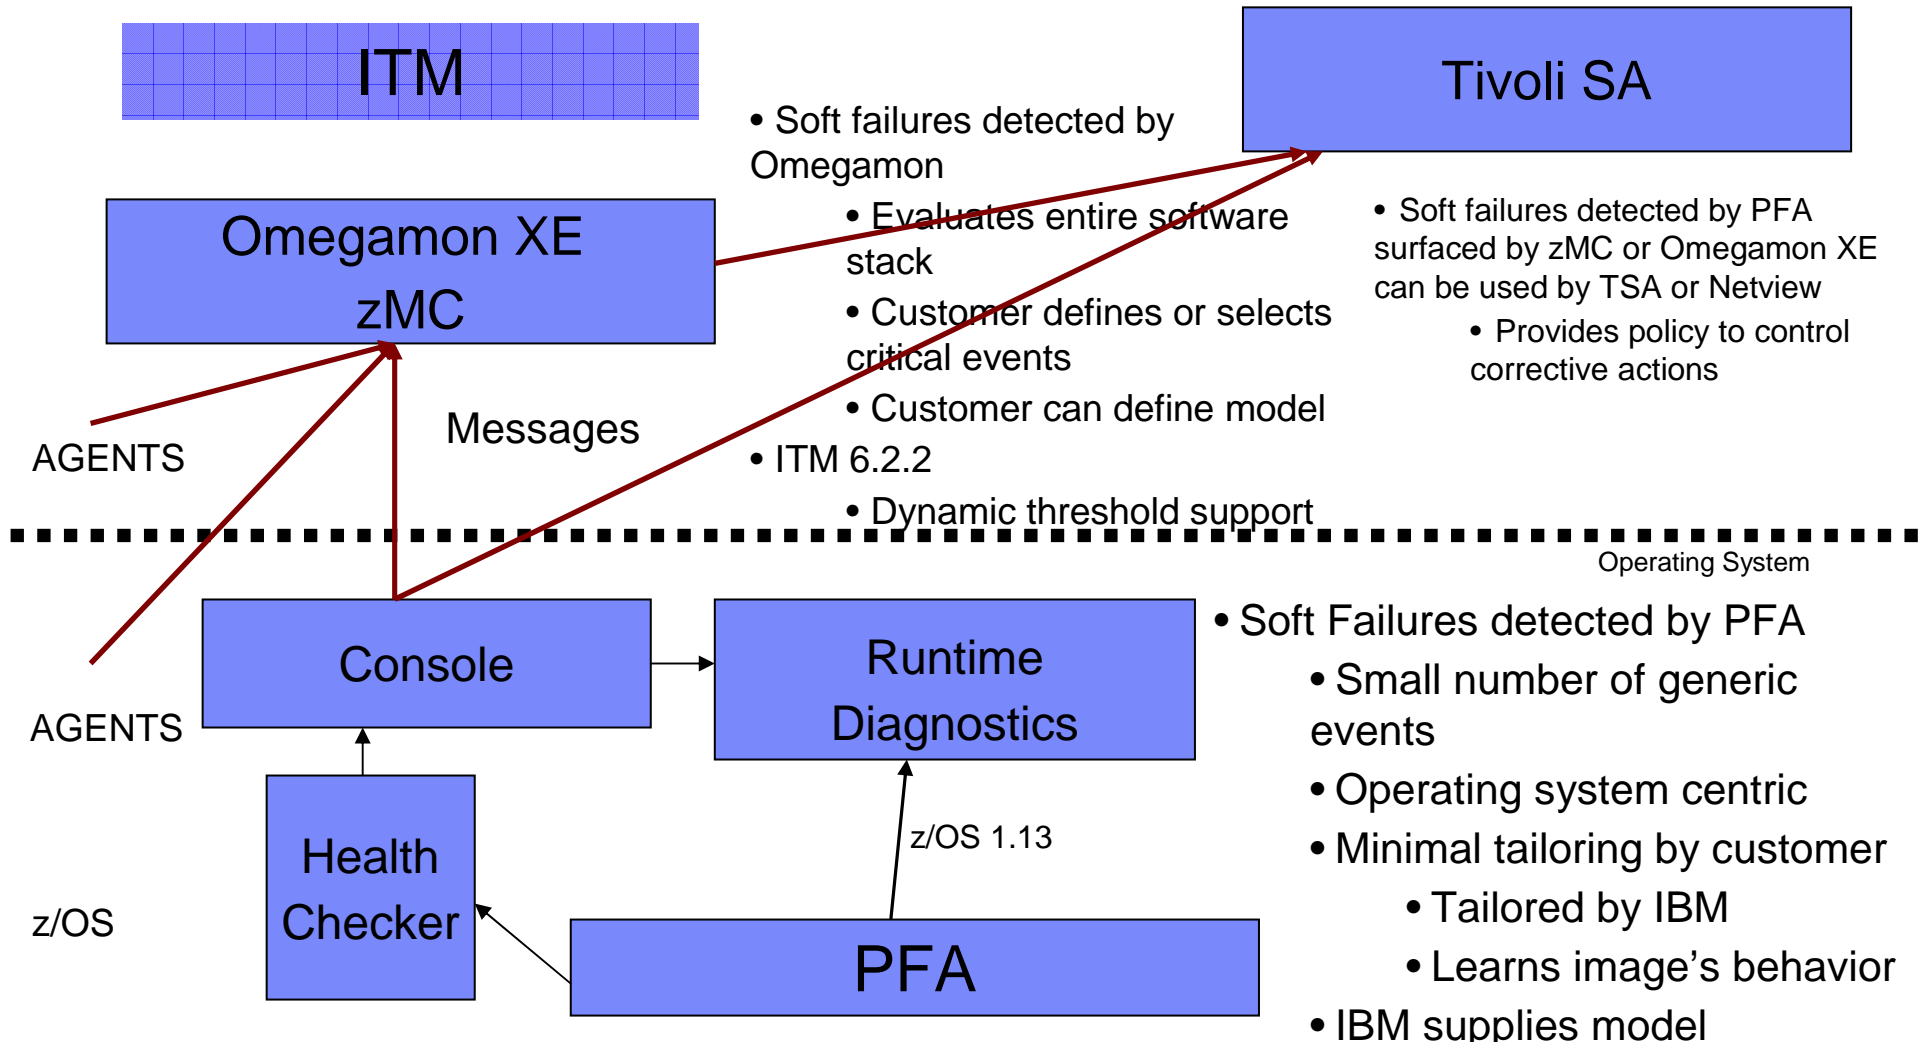 ITM
Tivoli SA
• Soft failures detected by
Omegamon
• Evaluates entire software
stack
• Customer defines or selects
critical events
• Customer can define model
• ITM 6.2.2
• Dynamic threshold support
Omegamon XE
zMC
• Soft failures detected by PFA
surfaced by zMC or Omegamon XE
can be used by TSA or Netview
• Provides policy to control
corrective actions
Messages
AGENTS
Operating System
Console
Runtime
Diagnostics
AGENTS
• Soft Failures detected by PFA
• Small number of generic
events
• Operating system centric
• Minimal tailoring by customer
• Tailored by IBM
• Learns image's behavior
• IBM supplies model
Health
Checker
z/OS 1.13
z/OS
PFA